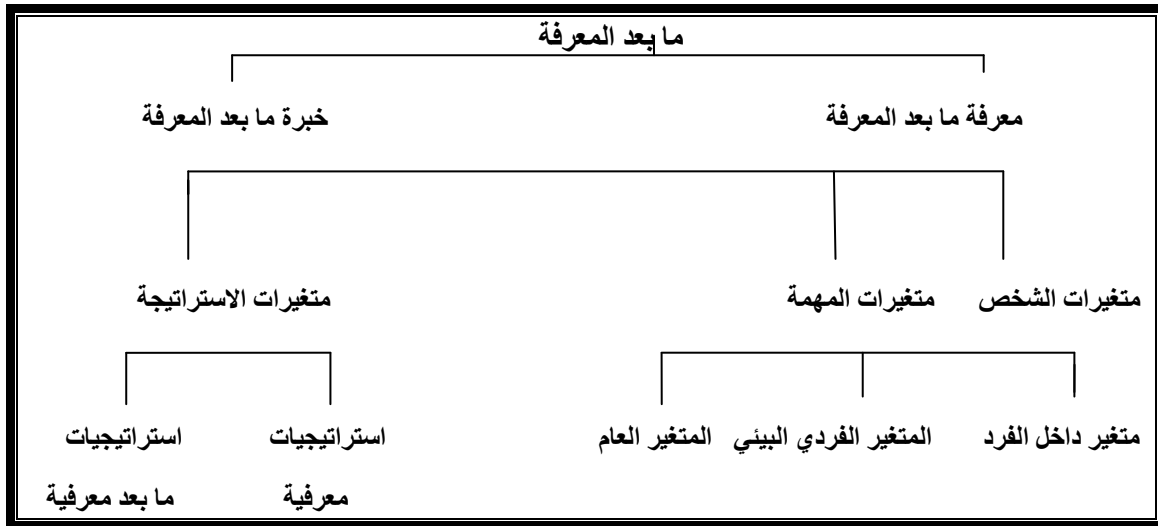 ما بعد المعرفة
معرفة ما بعد المعرفة
خبرة ما بعد المعرفة
متغيرات الشخص
متغيرات المهمة
متغيرات الاستراتيجة
متغير داخل الفرد
المتغير الفردي البيئي
المتغير العام
استراتيجيات
معرفية
استراتيجيات
ما بعد معرفية